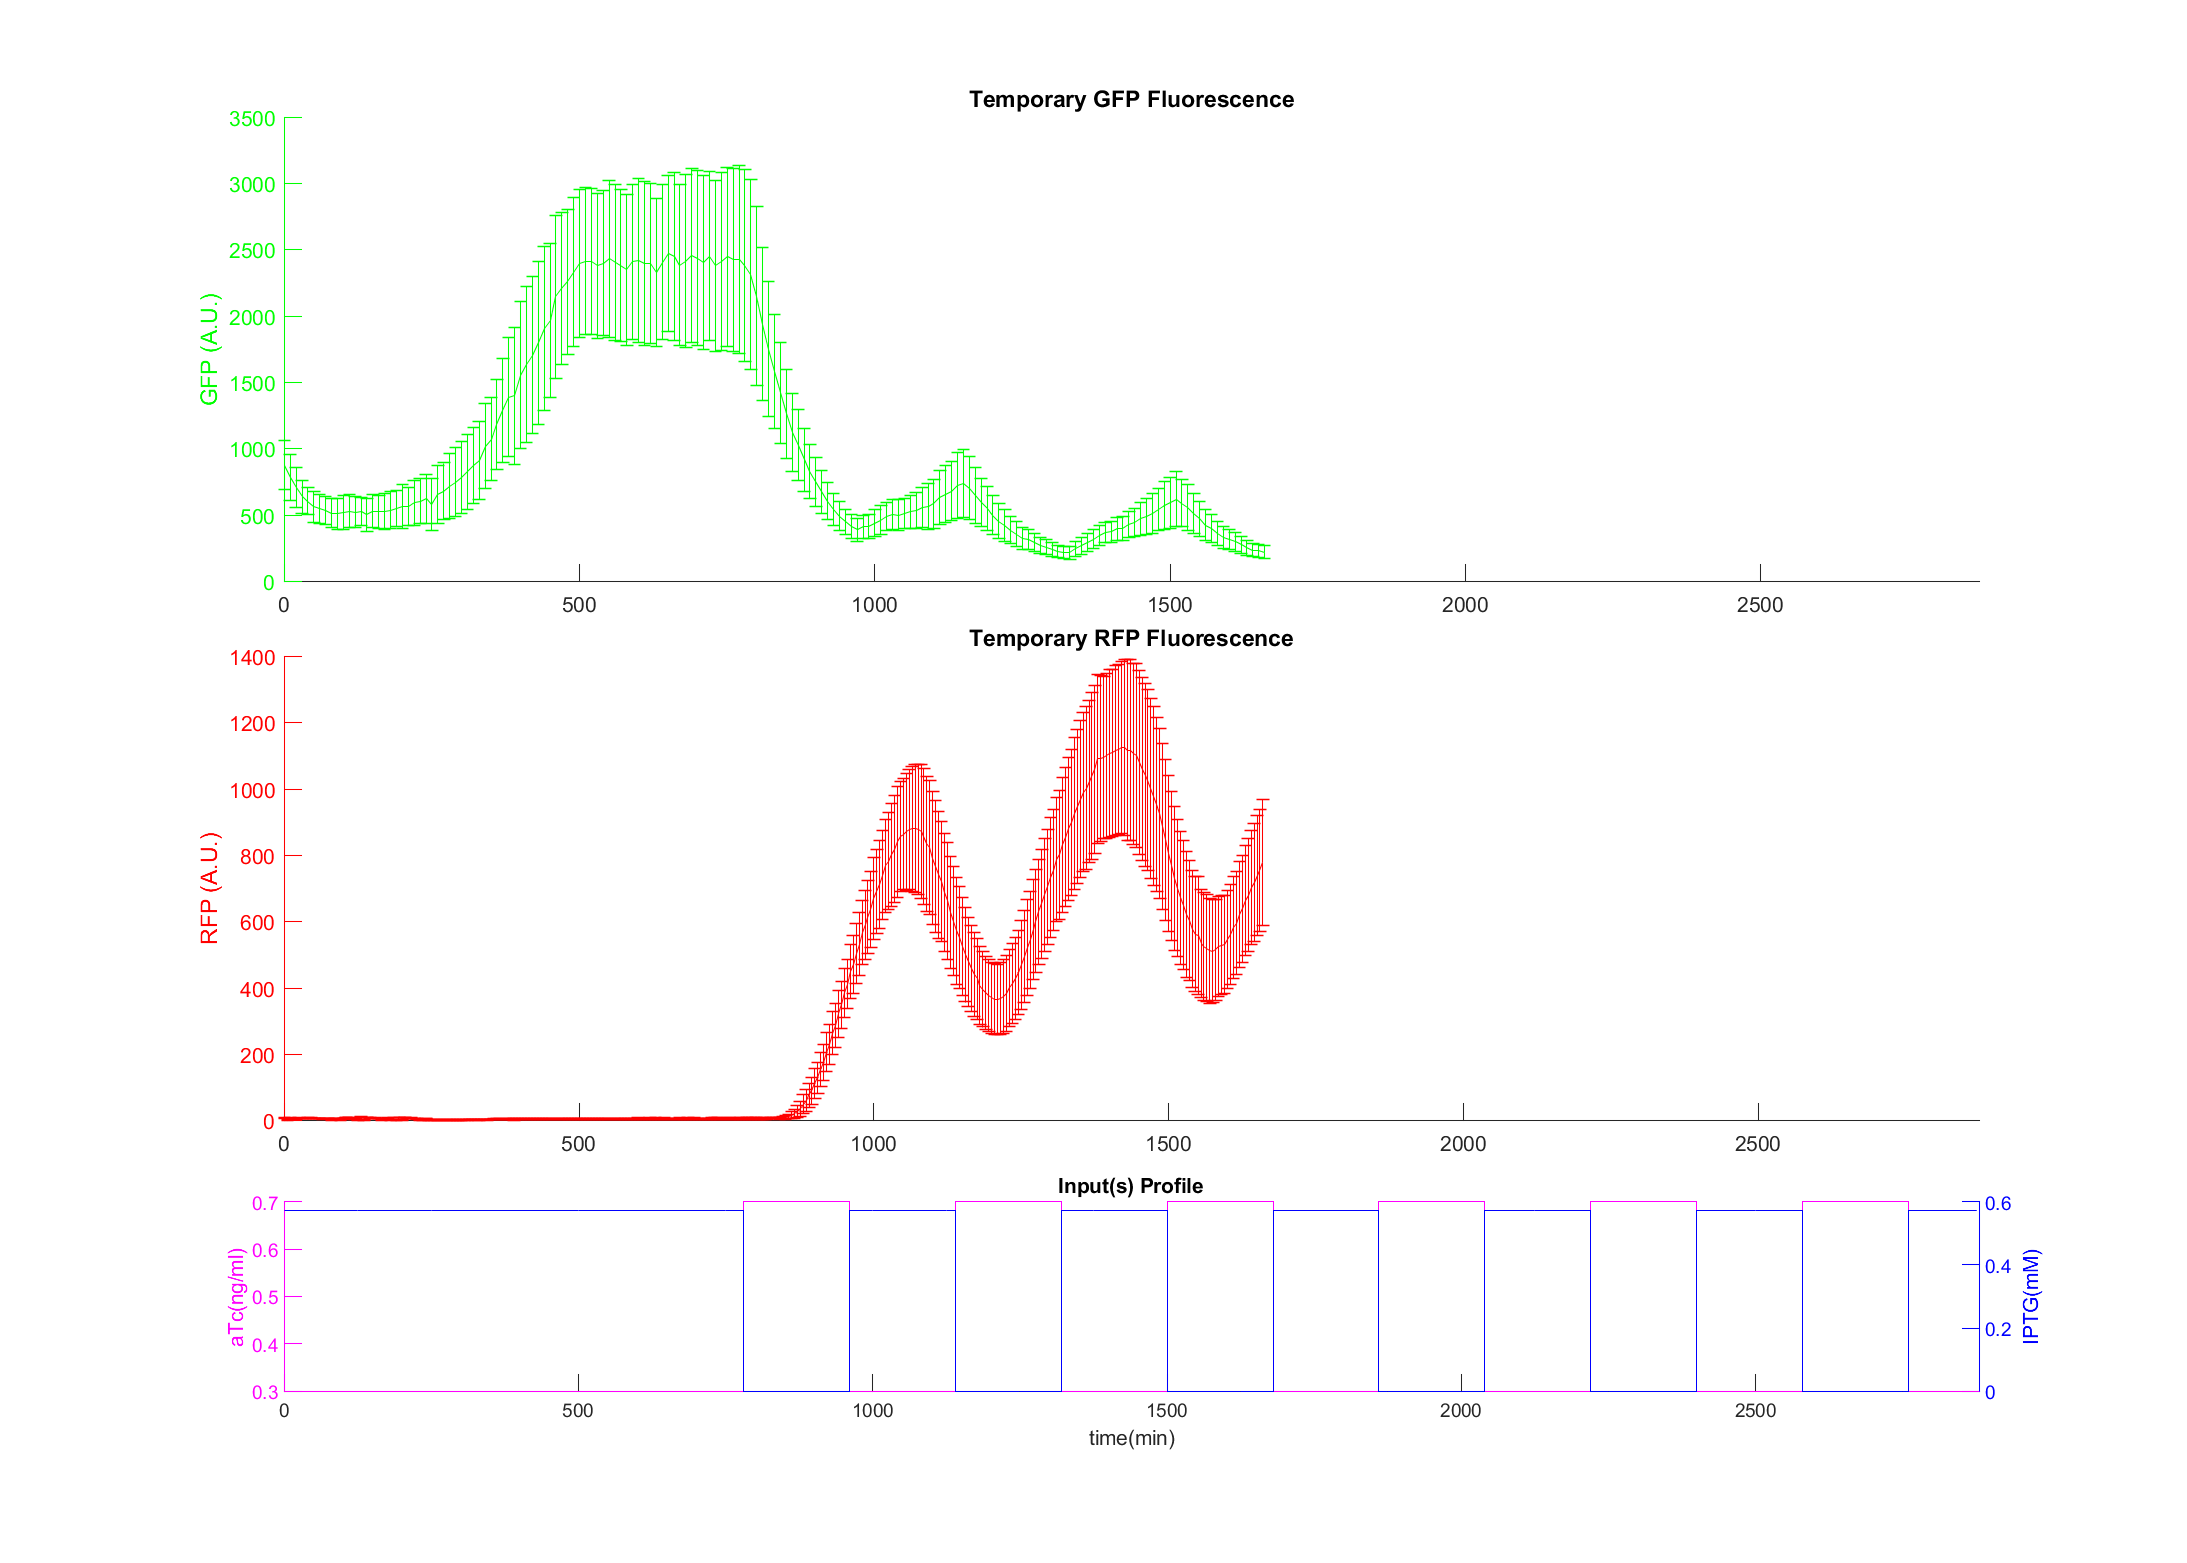 Temporary GFP Fluorescence
3500
3000
2500
2000
1500
1000
500
0
GFP (A.U.)
0 500 1000 1500 2000 2500
Temporary RFP Fluorescence
1400
1200
1000
800
600
400
200
0
RFP (A.U.)
0 500 1000 1500 2000 2500
Input(s) Profile
0.7
0.6
0.5
0.4
0.3
aTc(ng/ml)
0.6
0.4
0.2
0
IPTG(mM)
0 500 1000 1500 2000 2500
time(min)